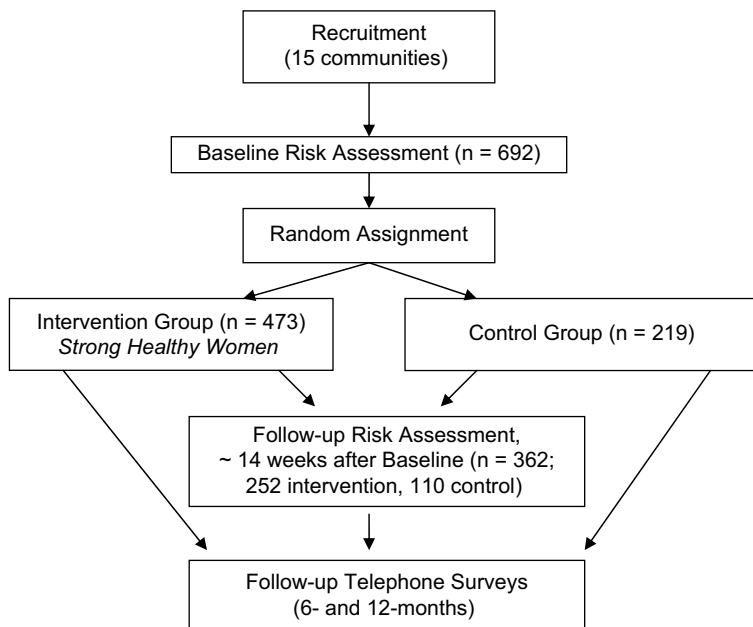 Recruitment
(15 communities)
Baseline Risk Assessment (n = 692)
Random Assignment
Intervention Group (n = 473)
Strong Healthy Women
Control Group (n = 219)
Follow-up Risk Assessment,
~ 14 weeks after Baseline (n = 362;
252 intervention, 110 control)
Follow-up Telephone Surveys
(6- and 12-months)